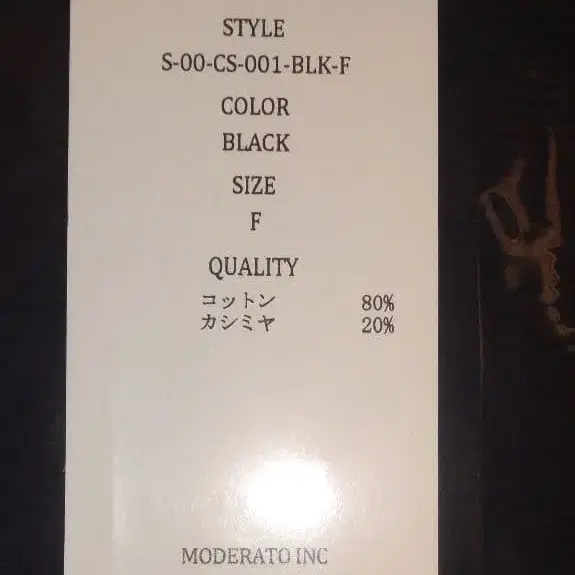 STYLE
S-00-CS-001-BLK-F
COLOR
BLACK
SIZE
F
QUALITY
コットン 80%
カシミヤ 20%
MODERATO INC